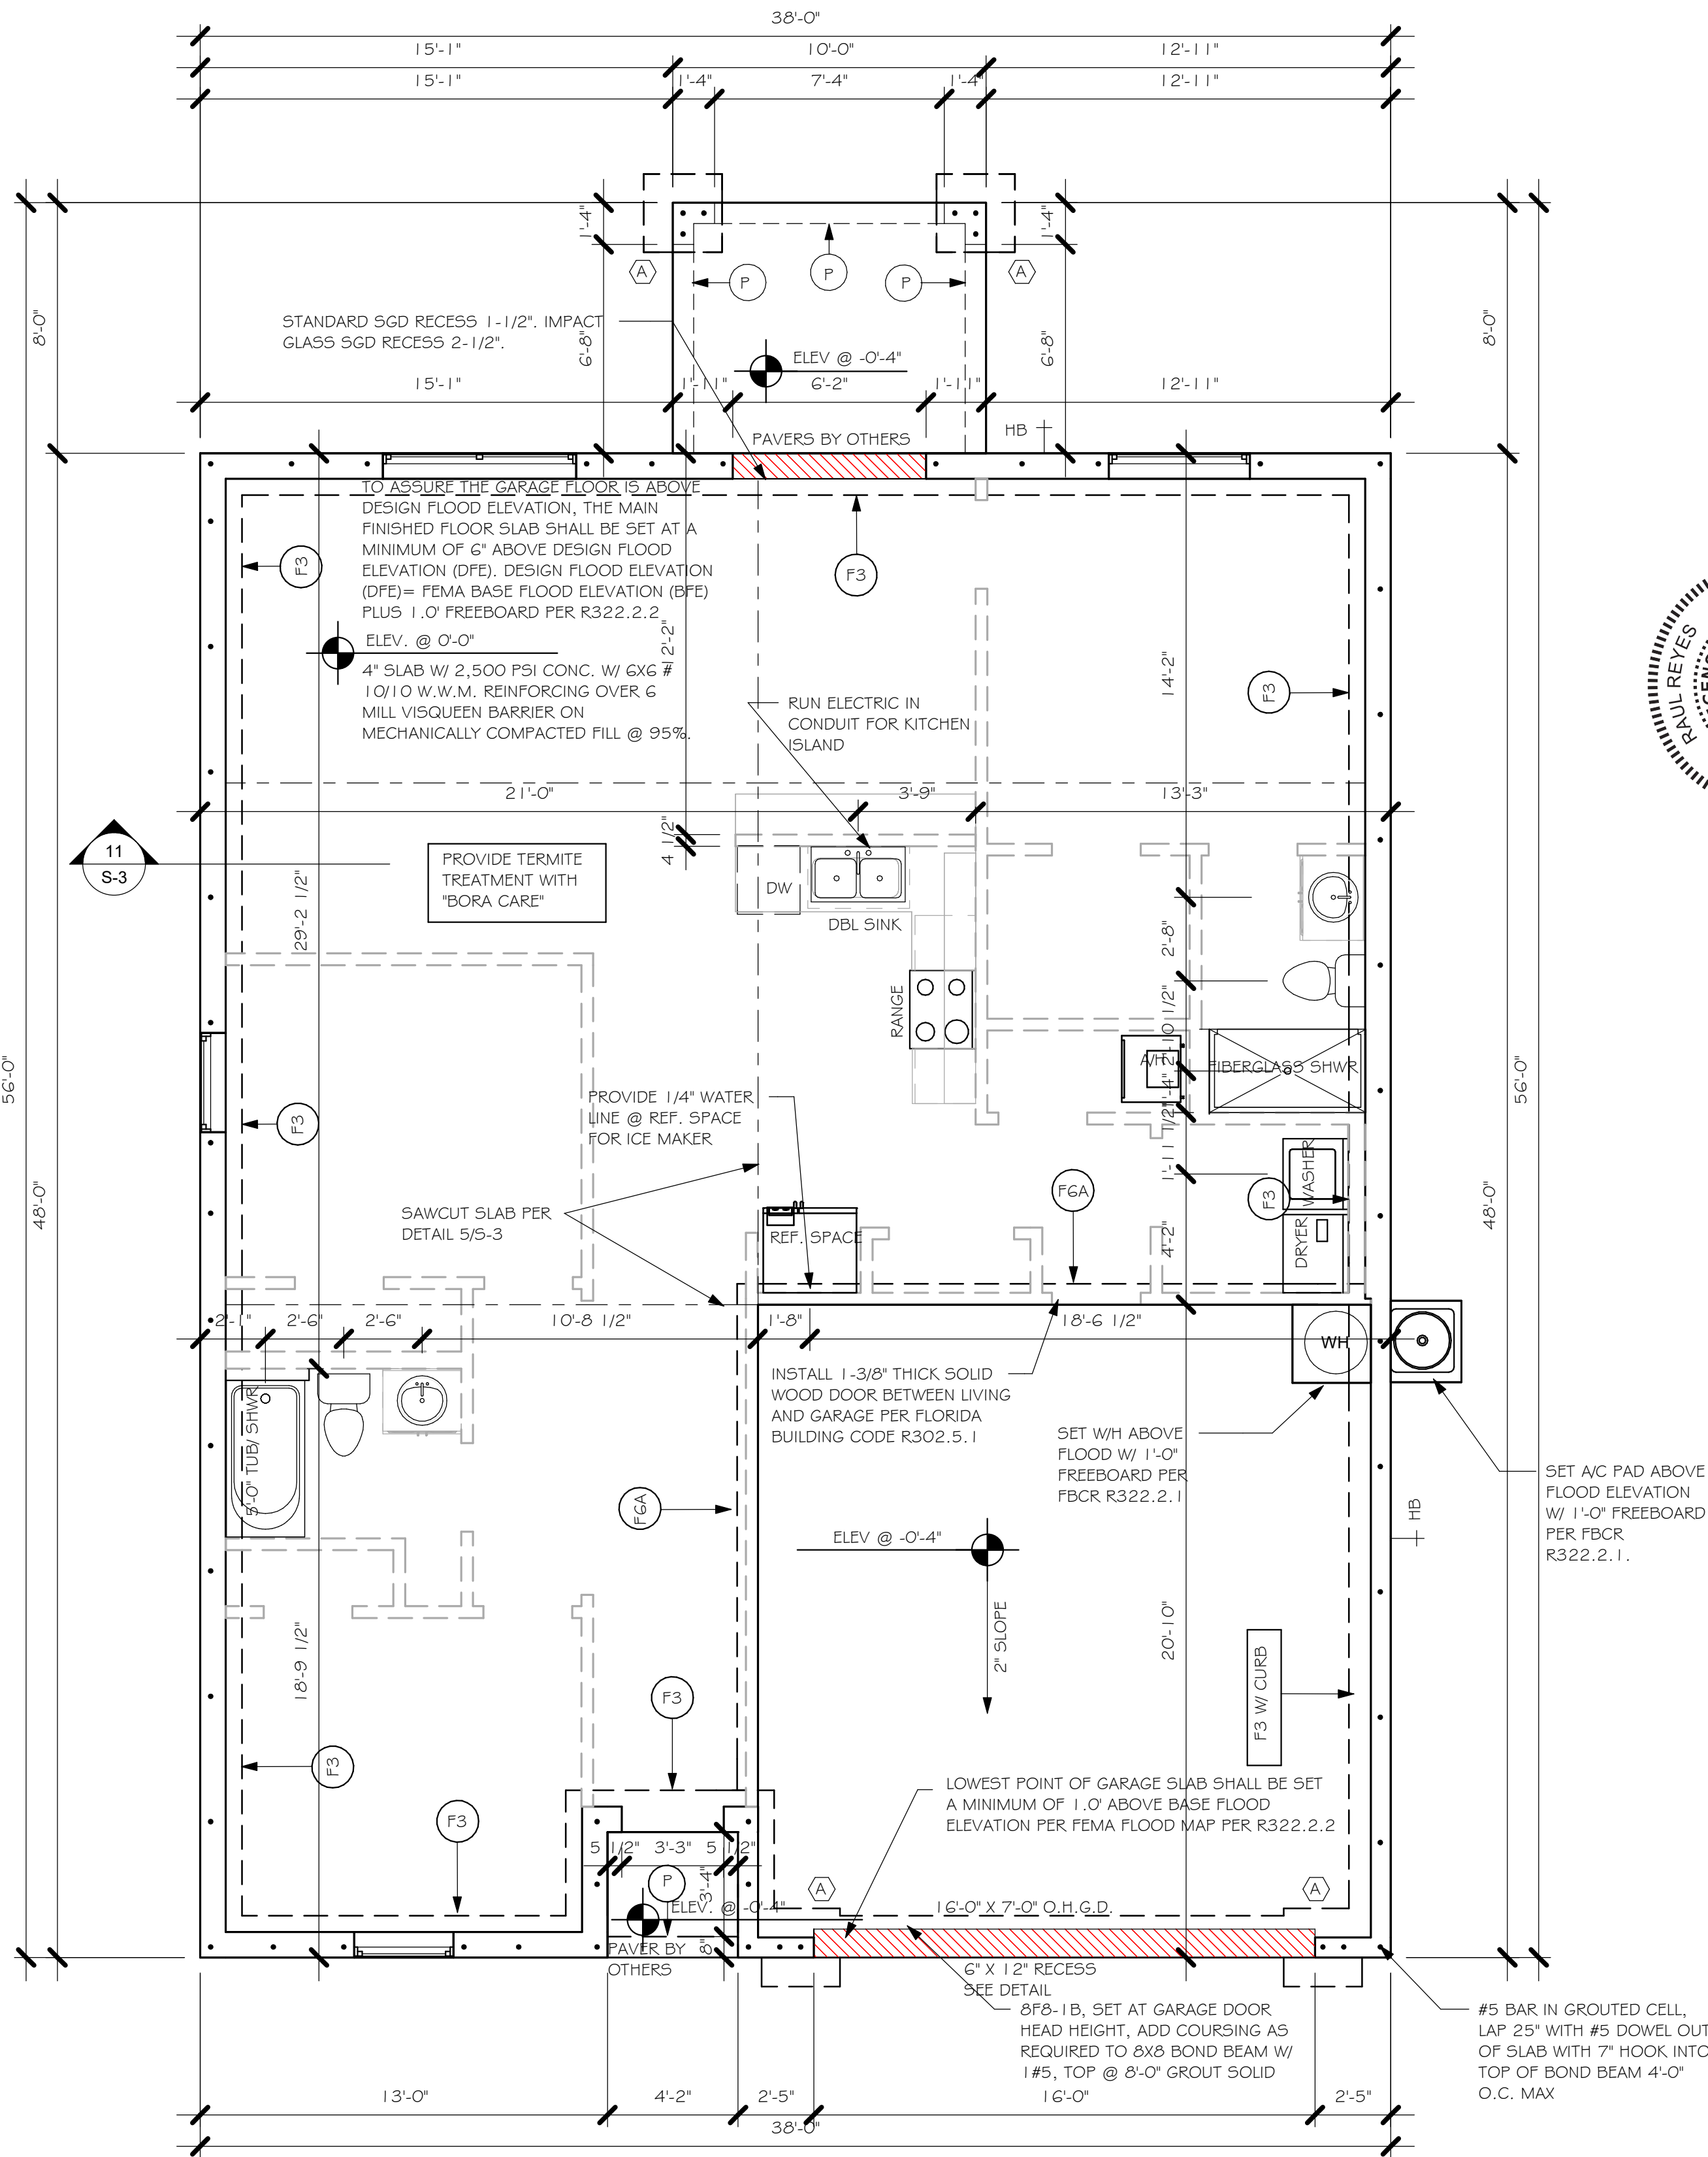 38'-0"
15'-1"
10'-0"
12'-11"
15'-1"
1'-4"
7'-4"
1'-4"
12'-11"
1'-4"
1'-4"
A
A
P
P
P
8'-0"
STANDARD SGD RECESS 1-1/2". IMPACT
GLASS SGD RECESS 2-1/2".
6'-8"
ELEV @ -0'-4"
6'-8"
8'-0"
15'-1"
1'-11"
6'-2"
1'-11"
12'-11"
HB
PAVERS BY OTHERS
TO ASSURE THE GARAGE FLOOR IS ABOVE
DESIGN FLOOD ELEVATION, THE MAIN
FINISHED FLOOR SLAB SHALL BE SET AT A
MINIMUM OF 6" ABOVE DESIGN FLOOD
ELEVATION (DFE). DESIGN FLOOD ELEVATION
(DFE)= FEMA BASE FLOOD ELEVATION (BFE)
PLUS 1.0' FREEBOARD PER R322.2.2
F3
F3
ELEV. @ 0'-0"
4" SLAB W/ 2,500 PSI CONC. W/ 6X6 #
10/10 W.W.M. REINFORCING OVER 6
MILL VISQUEEN BARRIER ON
MECHANICALLY COMPACTED FILL @ 95%.
14'-2"
F3
RAUL REYES
RUN ELECTRIC IN
CONDUIT FOR KITCHEN
ISLAND
21'-0"
3'-9"
13'-3"
4 1/2"
11
S-3
PROVIDE TERMITE
TREATMENT WITH
"BORA CARE"
DW
DBL SINK
29'-2 1/2"
2'-8"
RANGE
2'-10 1/2"
A/H
FIBERGLASS SHWR
1'-4"
56'-0"
56'-0"
PROVIDE 1/4" WATER
LINE @ REF. SPACE
FOR ICE MAKER
F3
1'-11 1/2"
WASHER
F3
F6A
48'-0"
48'-0"
SAWCUT SLAB PER
DETAIL 5/S-3
REF. SPACE
4'-2"
DRYER
2'-1"
2'-6"
2'-6"
10'-8 1/2"
1'-8"
18'-6 1/2"
WH
INSTALL 1-3/8" THICK SOLID
WOOD DOOR BETWEEN LIVING
AND GARAGE PER FLORIDA
BUILDING CODE R302.5.1
5'-0" TUB/ SHWR
SET W/H ABOVE
FLOOD W/ 1'-0"
FREEBOARD PER
FBCR R322.2.1
SET A/C PAD ABOVE
FLOOD ELEVATION
W/ 1'-0" FREEBOARD
PER FBCR
R322.2.1.
HB
F6A
ELEV @ -0'-4"
2" SLOPE
20'-10"
18'-9 1/2"
F3 W/ CURB
F3
F3
F3
LOWEST POINT OF GARAGE SLAB SHALL BE SET
A MINIMUM OF 1.0' ABOVE BASE FLOOD
ELEVATION PER FEMA FLOOD MAP PER R322.2.2
5 1/2"
3'-3"
5 1/2"
P
3'-4"
A
A
ELEV. @ -0'-4"
16'-0" X 7'-0" O.H.G.D.
PAVER BY
OTHERS
8"
6" X 12" RECESS
SEE DETAIL
8F8-1B, SET AT GARAGE DOOR
HEAD HEIGHT, ADD COURSING AS
REQUIRED TO 8X8 BOND BEAM W/
1#5, TOP @ 8'-0" GROUT SOLID
#5 BAR IN GROUTED CELL,
LAP 25" WITH #5 DOWEL OUT
OF SLAB WITH 7" HOOK INTO
TOP OF BOND BEAM 4'-0"
O.C. MAX
13'-0"
4'-2"
2'-5"
16'-0"
2'-5"
38'-0"